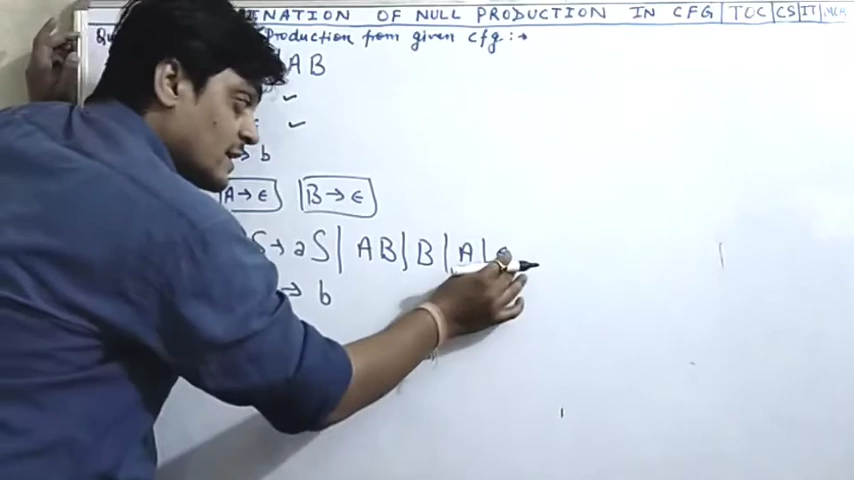 NATION OF NULL PRODUCTION IN CFG TOC CS IT
Production from given cfg :→
AB
✓
ε ✓
→ b
A → ε B → ε
S → aS | AB | B | A |
→ b